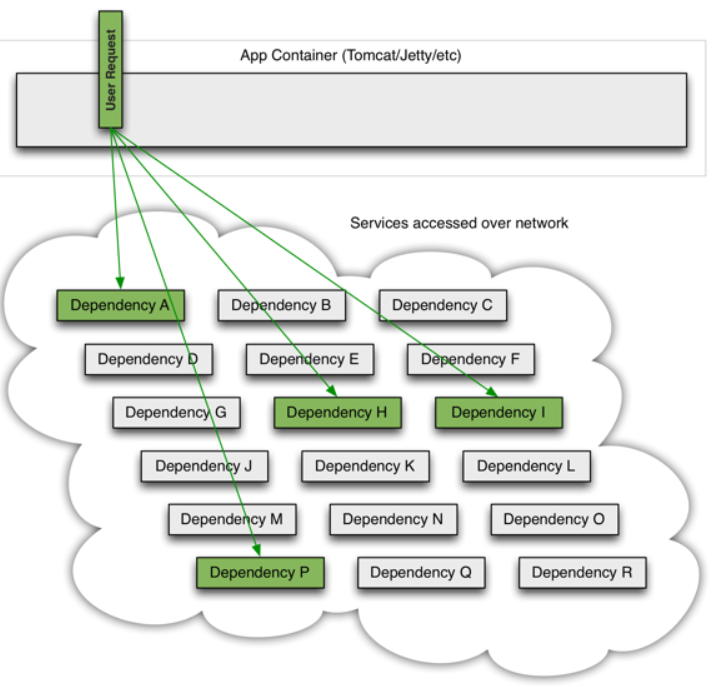 User Request
App Container (Tomcat/Jetty/etc)
Services accessed over network
Dependency A
Dependency B
Dependency C
Dependency D
Dependency E
Dependency F
Dependency G
Dependency H
Dependency I
Dependency J
Dependency K
Dependency L
Dependency M
Dependency N
Dependency O
Dependency P
Dependency Q
Dependency R